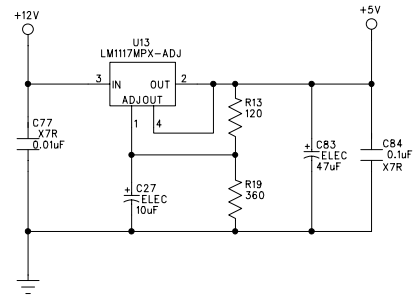 +12V
+5V
U13
LM1117MPX-ADJ
3 IN OUT 2
ADJOUT
1 4
R13
120
C77
X7R
0.01uF
C83
ELEC
47uF
C84
0.1uF
X7R
C27
ELEC
10uF
R19
360